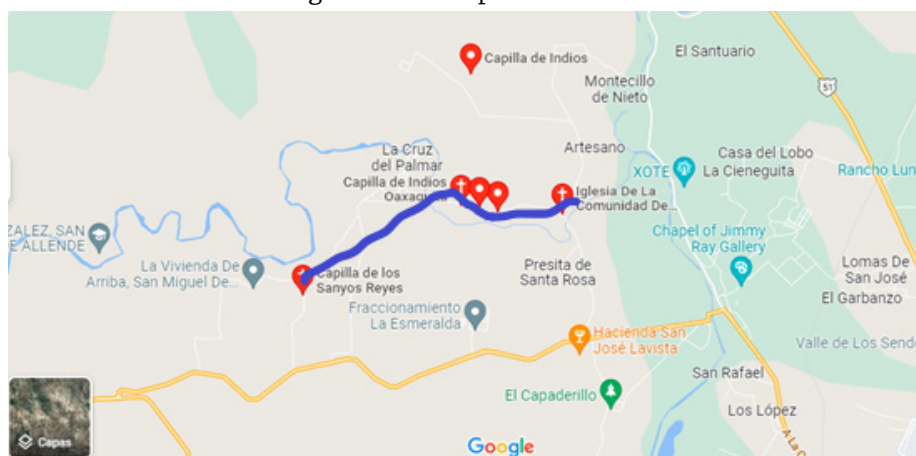 Capilla de Indios
El Santuario
Montecillo
de Nieto
51
La Cruz
del Palmar
Artesano
Casa del Lobo
La Cieneguita
XOTE
Rancho Lun
Capilla de Indios
Oaxaquita
Iglesia De La
Comunidad De...
ZALEZ, SAN
E ALLENDE
La Vivienda De
Arriba, San Miguel De...
Capilla de los
Sanyos Reyes
Presita de
Santa Rosa
Chapel of Jimmy
Ray Gallery
Lomas De
San José
El Garbanzo
Fraccionamiento
La Esmeralda
Hacienda San
José Lavista
Valle de Los Send
San Rafael
El Capaderillo
Los López
Capas
Google